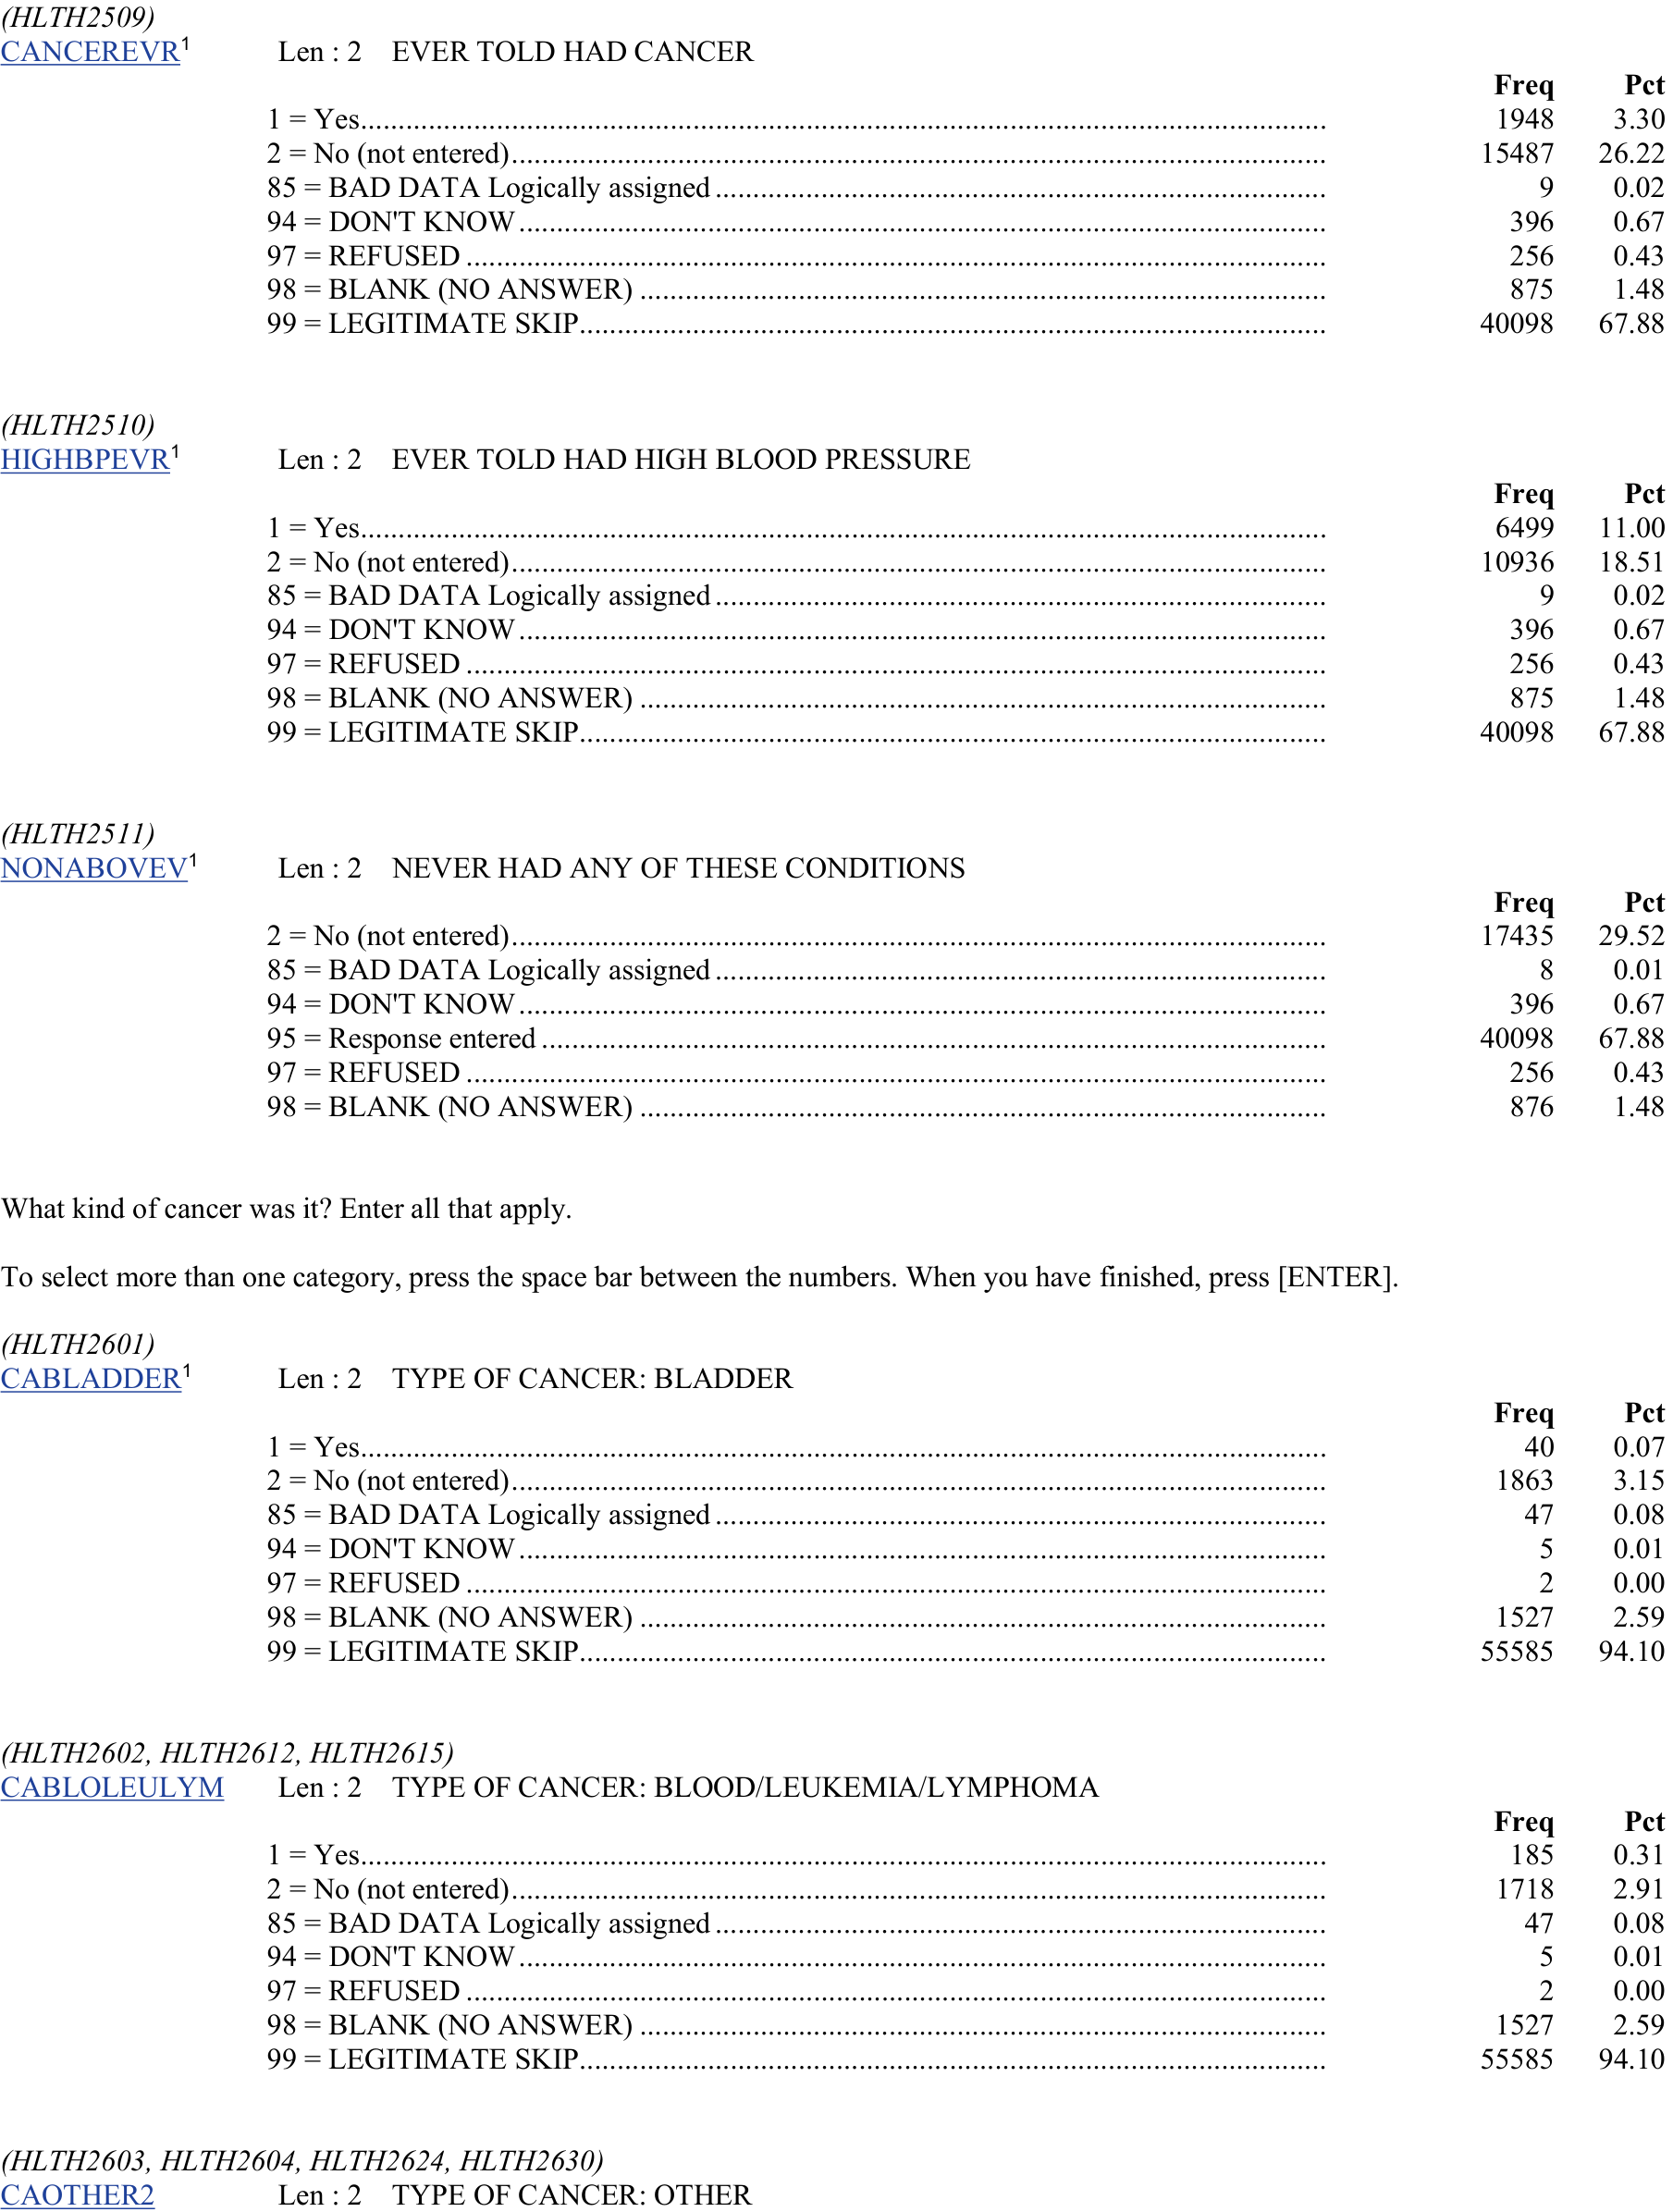 (HLTH2509)
CANCEREVR¹ Len : 2 EVER TOLD HAD CANCER
Freq Pct
1 = Yes.......... 1948 3.30
2 = No (not entered).......... 15487 26.22
85 = BAD DATA Logically assigned .......... 9 0.02
94 = DON'T KNOW .......... 396 0.67
97 = REFUSED .......... 256 0.43
98 = BLANK (NO ANSWER) .......... 875 1.48
99 = LEGITIMATE SKIP.......... 40098 67.88
(HLTH2510)
HIGHBPEVR¹ Len : 2 EVER TOLD HAD HIGH BLOOD PRESSURE
Freq Pct
1 = Yes.......... 6499 11.00
2 = No (not entered).......... 10936 18.51
85 = BAD DATA Logically assigned .......... 9 0.02
94 = DON'T KNOW .......... 396 0.67
97 = REFUSED .......... 256 0.43
98 = BLANK (NO ANSWER) .......... 875 1.48
99 = LEGITIMATE SKIP.......... 40098 67.88
(HLTH2511)
NONABOVEV¹ Len : 2 NEVER HAD ANY OF THESE CONDITIONS
Freq Pct
2 = No (not entered).......... 17435 29.52
85 = BAD DATA Logically assigned .......... 8 0.01
94 = DON'T KNOW .......... 396 0.67
95 = Response entered .......... 40098 67.88
97 = REFUSED .......... 256 0.43
98 = BLANK (NO ANSWER) .......... 876 1.48
What kind of cancer was it? Enter all that apply.
To select more than one category, press the space bar between the numbers. When you have finished, press [ENTER].
(HLTH2601)
CABLADDER¹ Len : 2 TYPE OF CANCER: BLADDER
Freq Pct
1 = Yes.......... 40 0.07
2 = No (not entered).......... 1863 3.15
85 = BAD DATA Logically assigned .......... 47 0.08
94 = DON'T KNOW .......... 5 0.01
97 = REFUSED .......... 2 0.00
98 = BLANK (NO ANSWER) .......... 1527 2.59
99 = LEGITIMATE SKIP.......... 55585 94.10
(HLTH2602, HLTH2612, HLTH2615)
CABLOLEULYM Len : 2 TYPE OF CANCER: BLOOD/LEUKEMIA/LYMPHOMA
Freq Pct
1 = Yes.......... 185 0.31
2 = No (not entered).......... 1718 2.91
85 = BAD DATA Logically assigned .......... 47 0.08
94 = DON'T KNOW .......... 5 0.01
97 = REFUSED .......... 2 0.00
98 = BLANK (NO ANSWER) .......... 1527 2.59
99 = LEGITIMATE SKIP.......... 55585 94.10
(HLTH2603, HLTH2604, HLTH2624, HLTH2630)
CAOTHER2 Len : 2 TYPE OF CANCER: OTHER